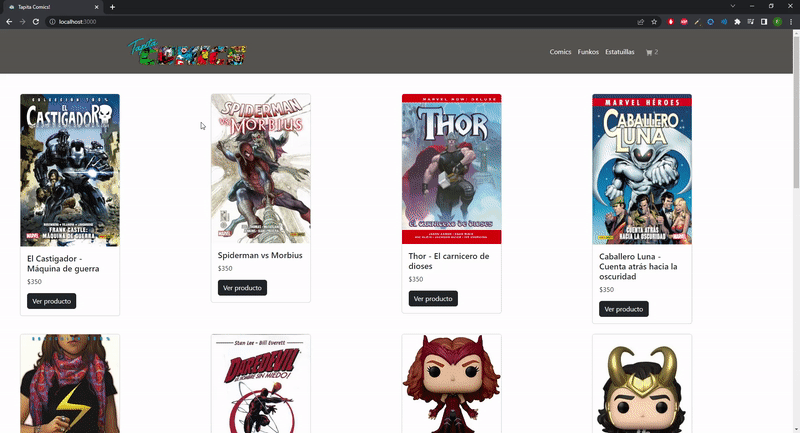 Tapita Comics!
localhost:3000
Tapita
COMICS
Comics Funkos Estatuillas 2
COLECCIÓN 100%
EL CASTIGADOR
FRANK CASTLE:
MÁQUINA DE GUERRA
MARVEL
El Castigador -
Máquina de guerra
$350
Ver producto
SPIDERMAN
VS MORBIUS
Spiderman vs Morbius
$350
Ver producto
MARVEL NOW! DELUXE
THOR
EL CARNICERO DE DIOSES
Thor - El carnicero de
dioses
$350
Ver producto
MARVEL HÉROES
CABALLERO
LUNA
CUENTA ATRÁS
HACIA LA OSCURIDAD
Caballero Luna -
Cuenta atrás hacia la
oscuridad
$350
Ver producto
Stan Lee - Bill Everett
DAREDEVIL
¡EL HOMBRE SIN MIEDO!